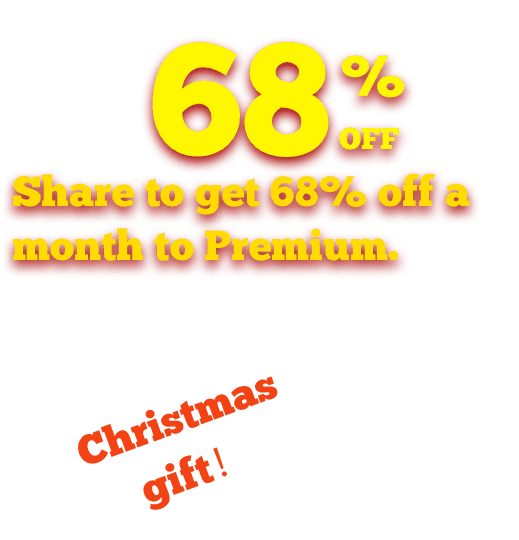 68%
OFF
Share to get 68% off a
month to Premium.
Christmas
gift!